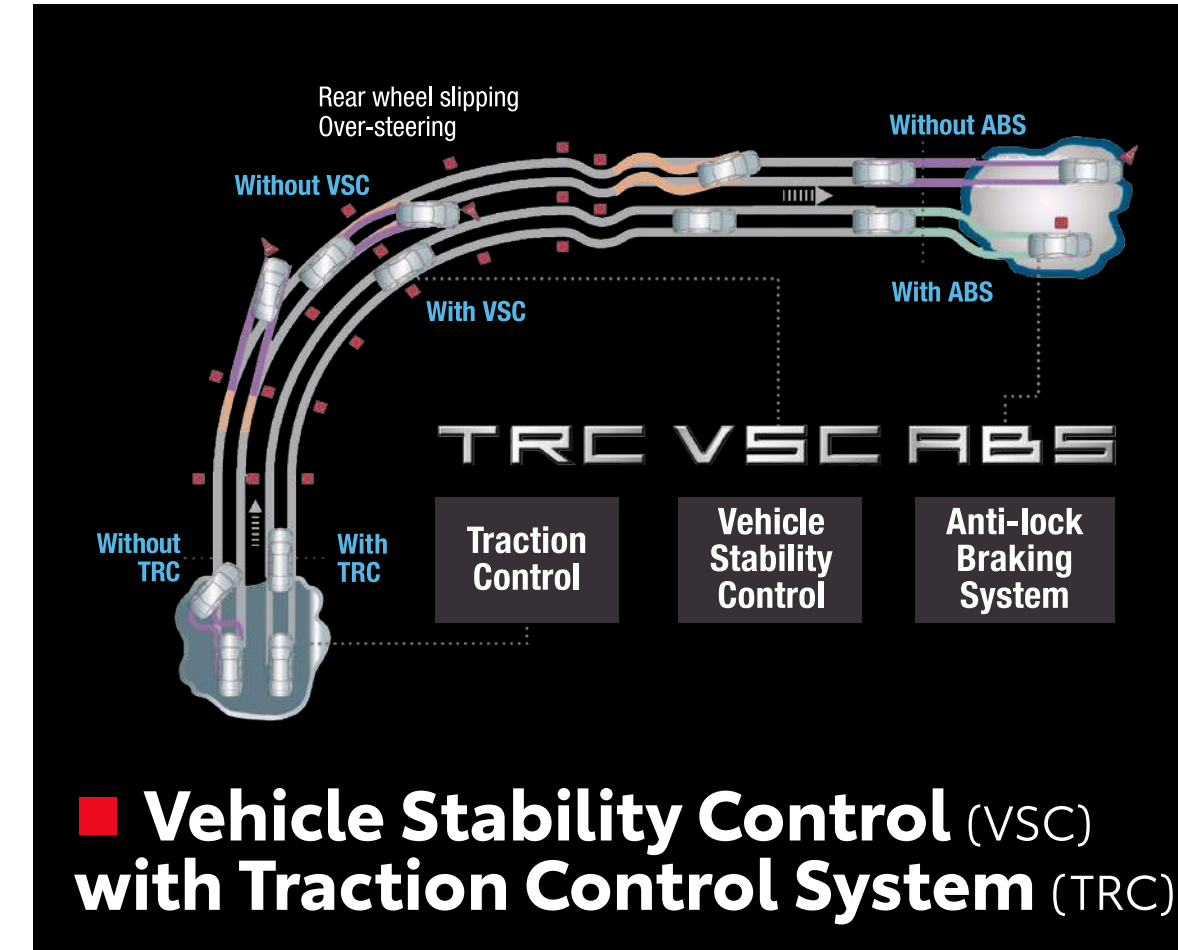 Rear wheel slipping
Over-steering
Without ABS
Without VSC
With ABS
With VSC
TRC VSC ABS
Without
TRC
With
TRC
Traction
Control
Vehicle
Stability
Control
Anti-lock
Braking
System
Vehicle Stability Control (VSC)
with Traction Control System (TRC)